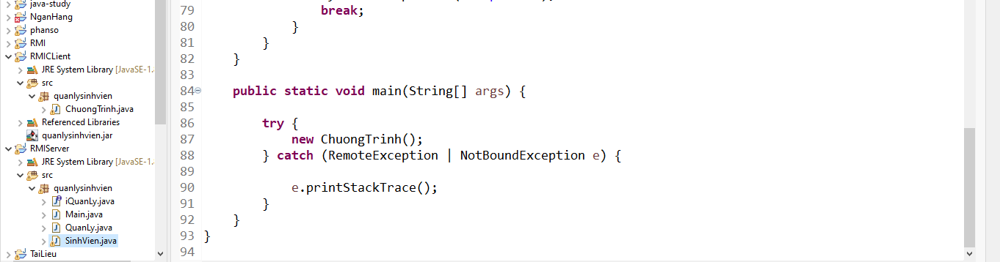 java-study
NganHang
phanso
RMI
RMICLient
JRE System Library [JavaSE-1.
src
quanlysinhvien
ChuongTrinh.java
Referenced Libraries
quanlysinhvien.jar
RMIServer
JRE System Library [JavaSE-1.
src
quanlysinhvien
iQuanLy.java
Main.java
QuanLy.java
SinhVien.java
TaiLieu
79 break;
80 }
81 }
82 }
83
84 public static void main(String[] args) {
85
86 try {
87 new ChuongTrinh();
88 } catch (RemoteException | NotBoundException e) {
89
90 e.printStackTrace();
91 }
92 }
93 }
94